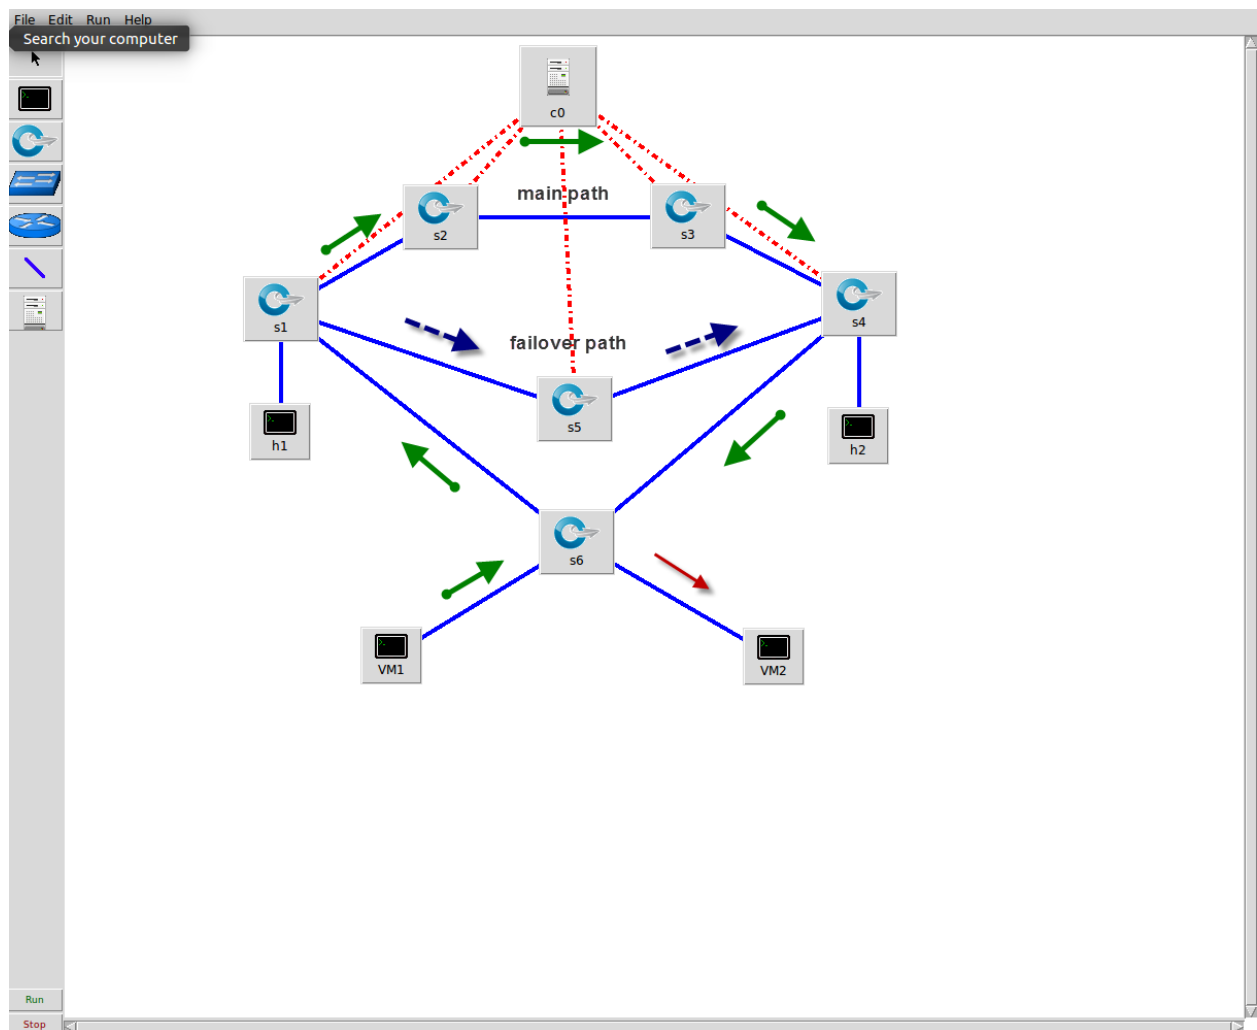 File Edit Run Help
Search your computer
c0
main path
s2
s3
s1
s4
failover path
s5
h1
h2
s6
VM1
VM2
Run
Stop